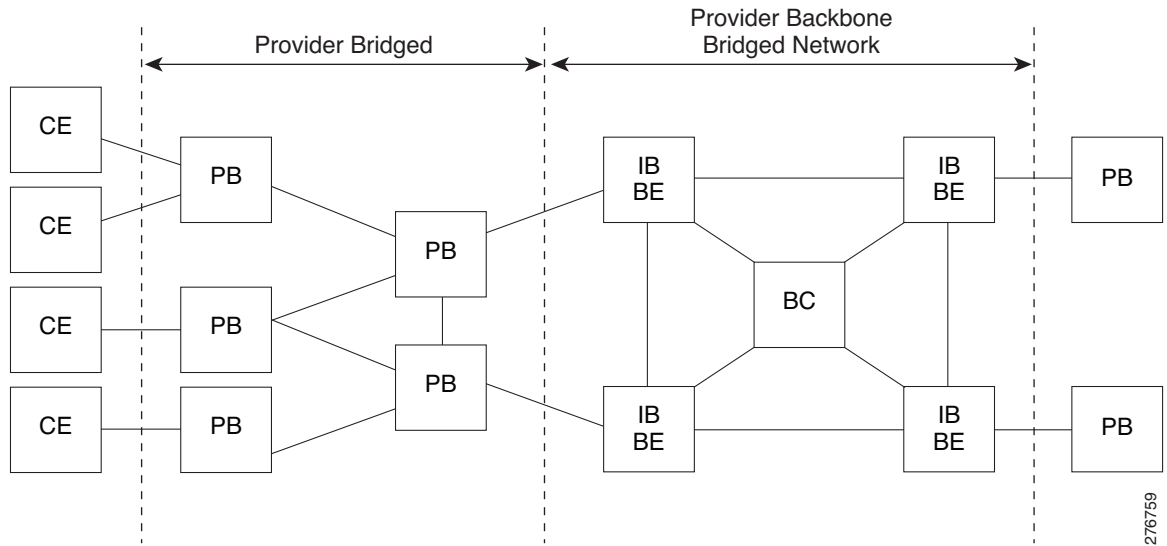 Provider Bridged
Provider Backbone
Bridged Network
CE
CE
CE
CE
PB
PB
PB
PB
PB
IB
BE
IB
BE
BC
IB
BE
IB
BE
PB
PB
276759